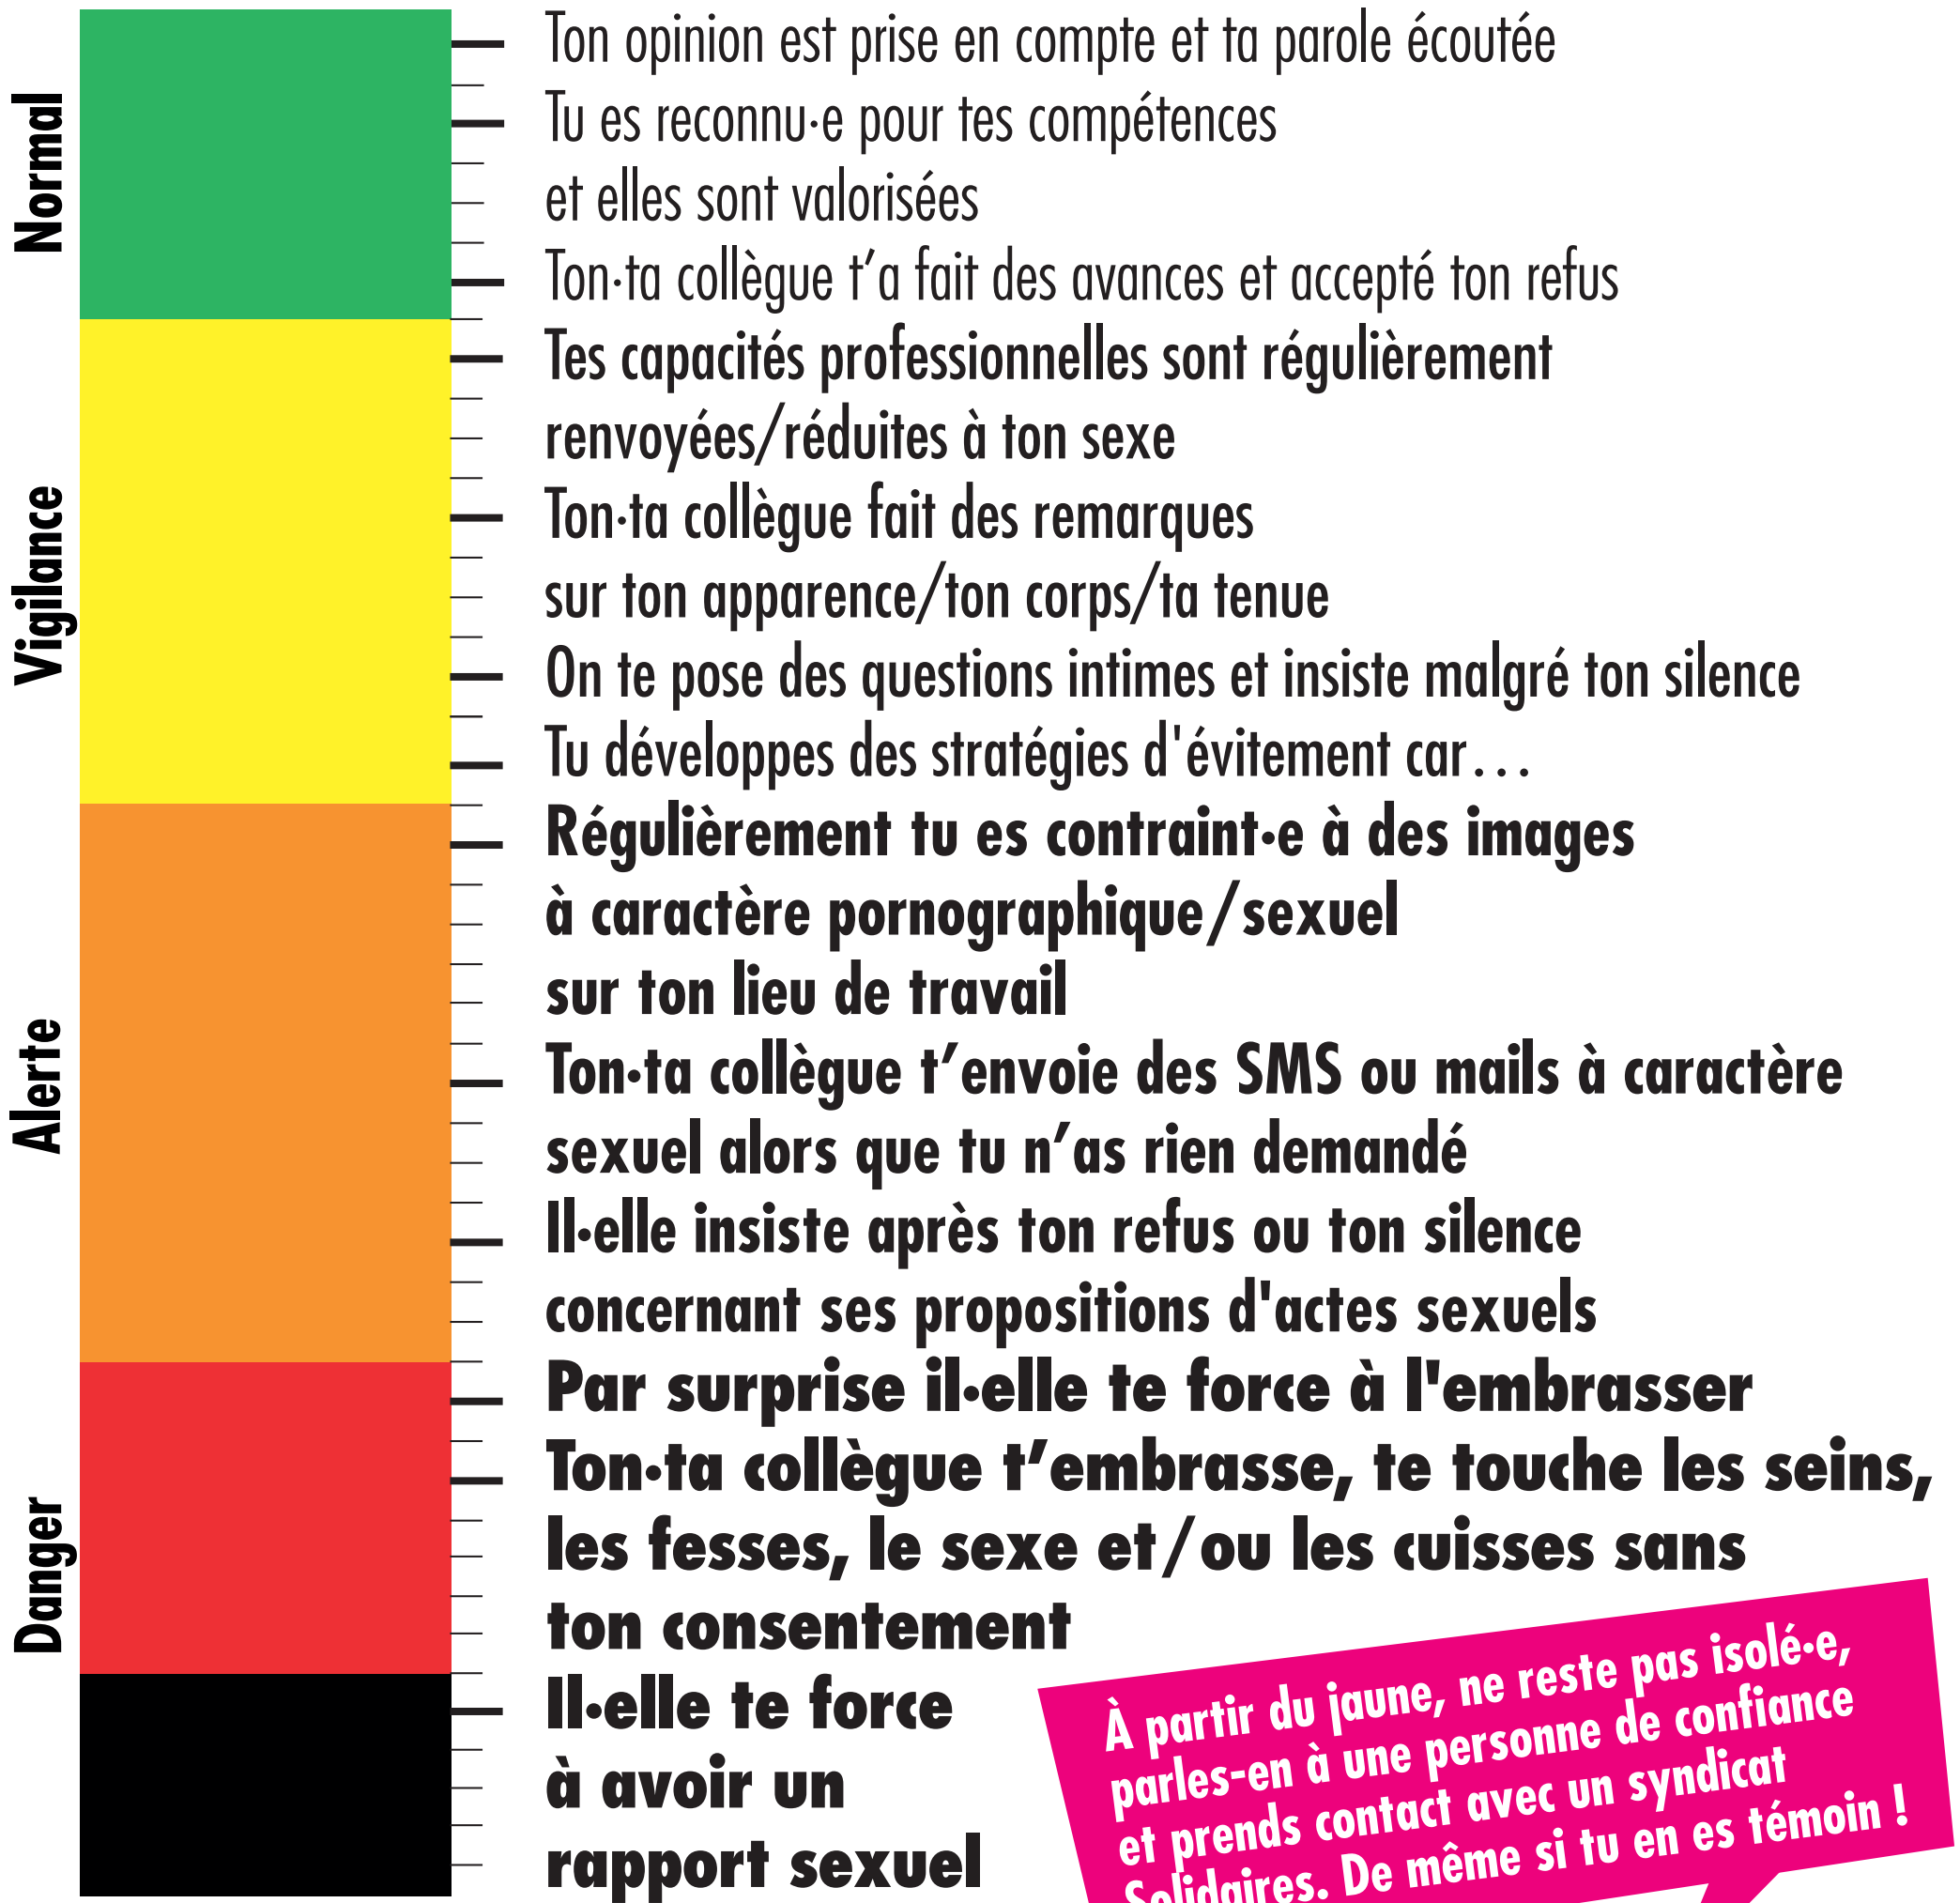 Normal
Vigilance
Alerte
Danger
Ton opinion est prise en compte et ta parole écoutée
Tu es reconnu·e pour tes compétences
et elles sont valorisées
Ton·ta collègue t’a fait des avances et accepté ton refus
Tes capacités professionnelles sont régulièrement
renvoyées/réduites à ton sexe
Ton·ta collègue fait des remarques
sur ton apparence/ton corps/ta tenue
On te pose des questions intimes et insiste malgré ton silence
Tu développes des stratégies d'évitement car…
Régulièrement tu es contraint·e à des images
à caractère pornographique/sexuel
sur ton lieu de travail
Ton·ta collègue t’envoie des SMS ou mails à caractère
sexuel alors que tu n’as rien demandé
Il·elle insiste après ton refus ou ton silence
concernant ses propositions d'actes sexuels
Par surprise il·elle te force à l'embrasser
Ton·ta collègue t’embrasse, te touche les seins,
les fesses, le sexe et/ou les cuisses sans
ton consentement
Il·elle te force
à avoir un
rapport sexuel
À partir du jaune, ne reste pas isolé·e,
parles-en à une personne de confiance
et prends contact avec un syndicat
Solidaires. De même si tu en es témoin !